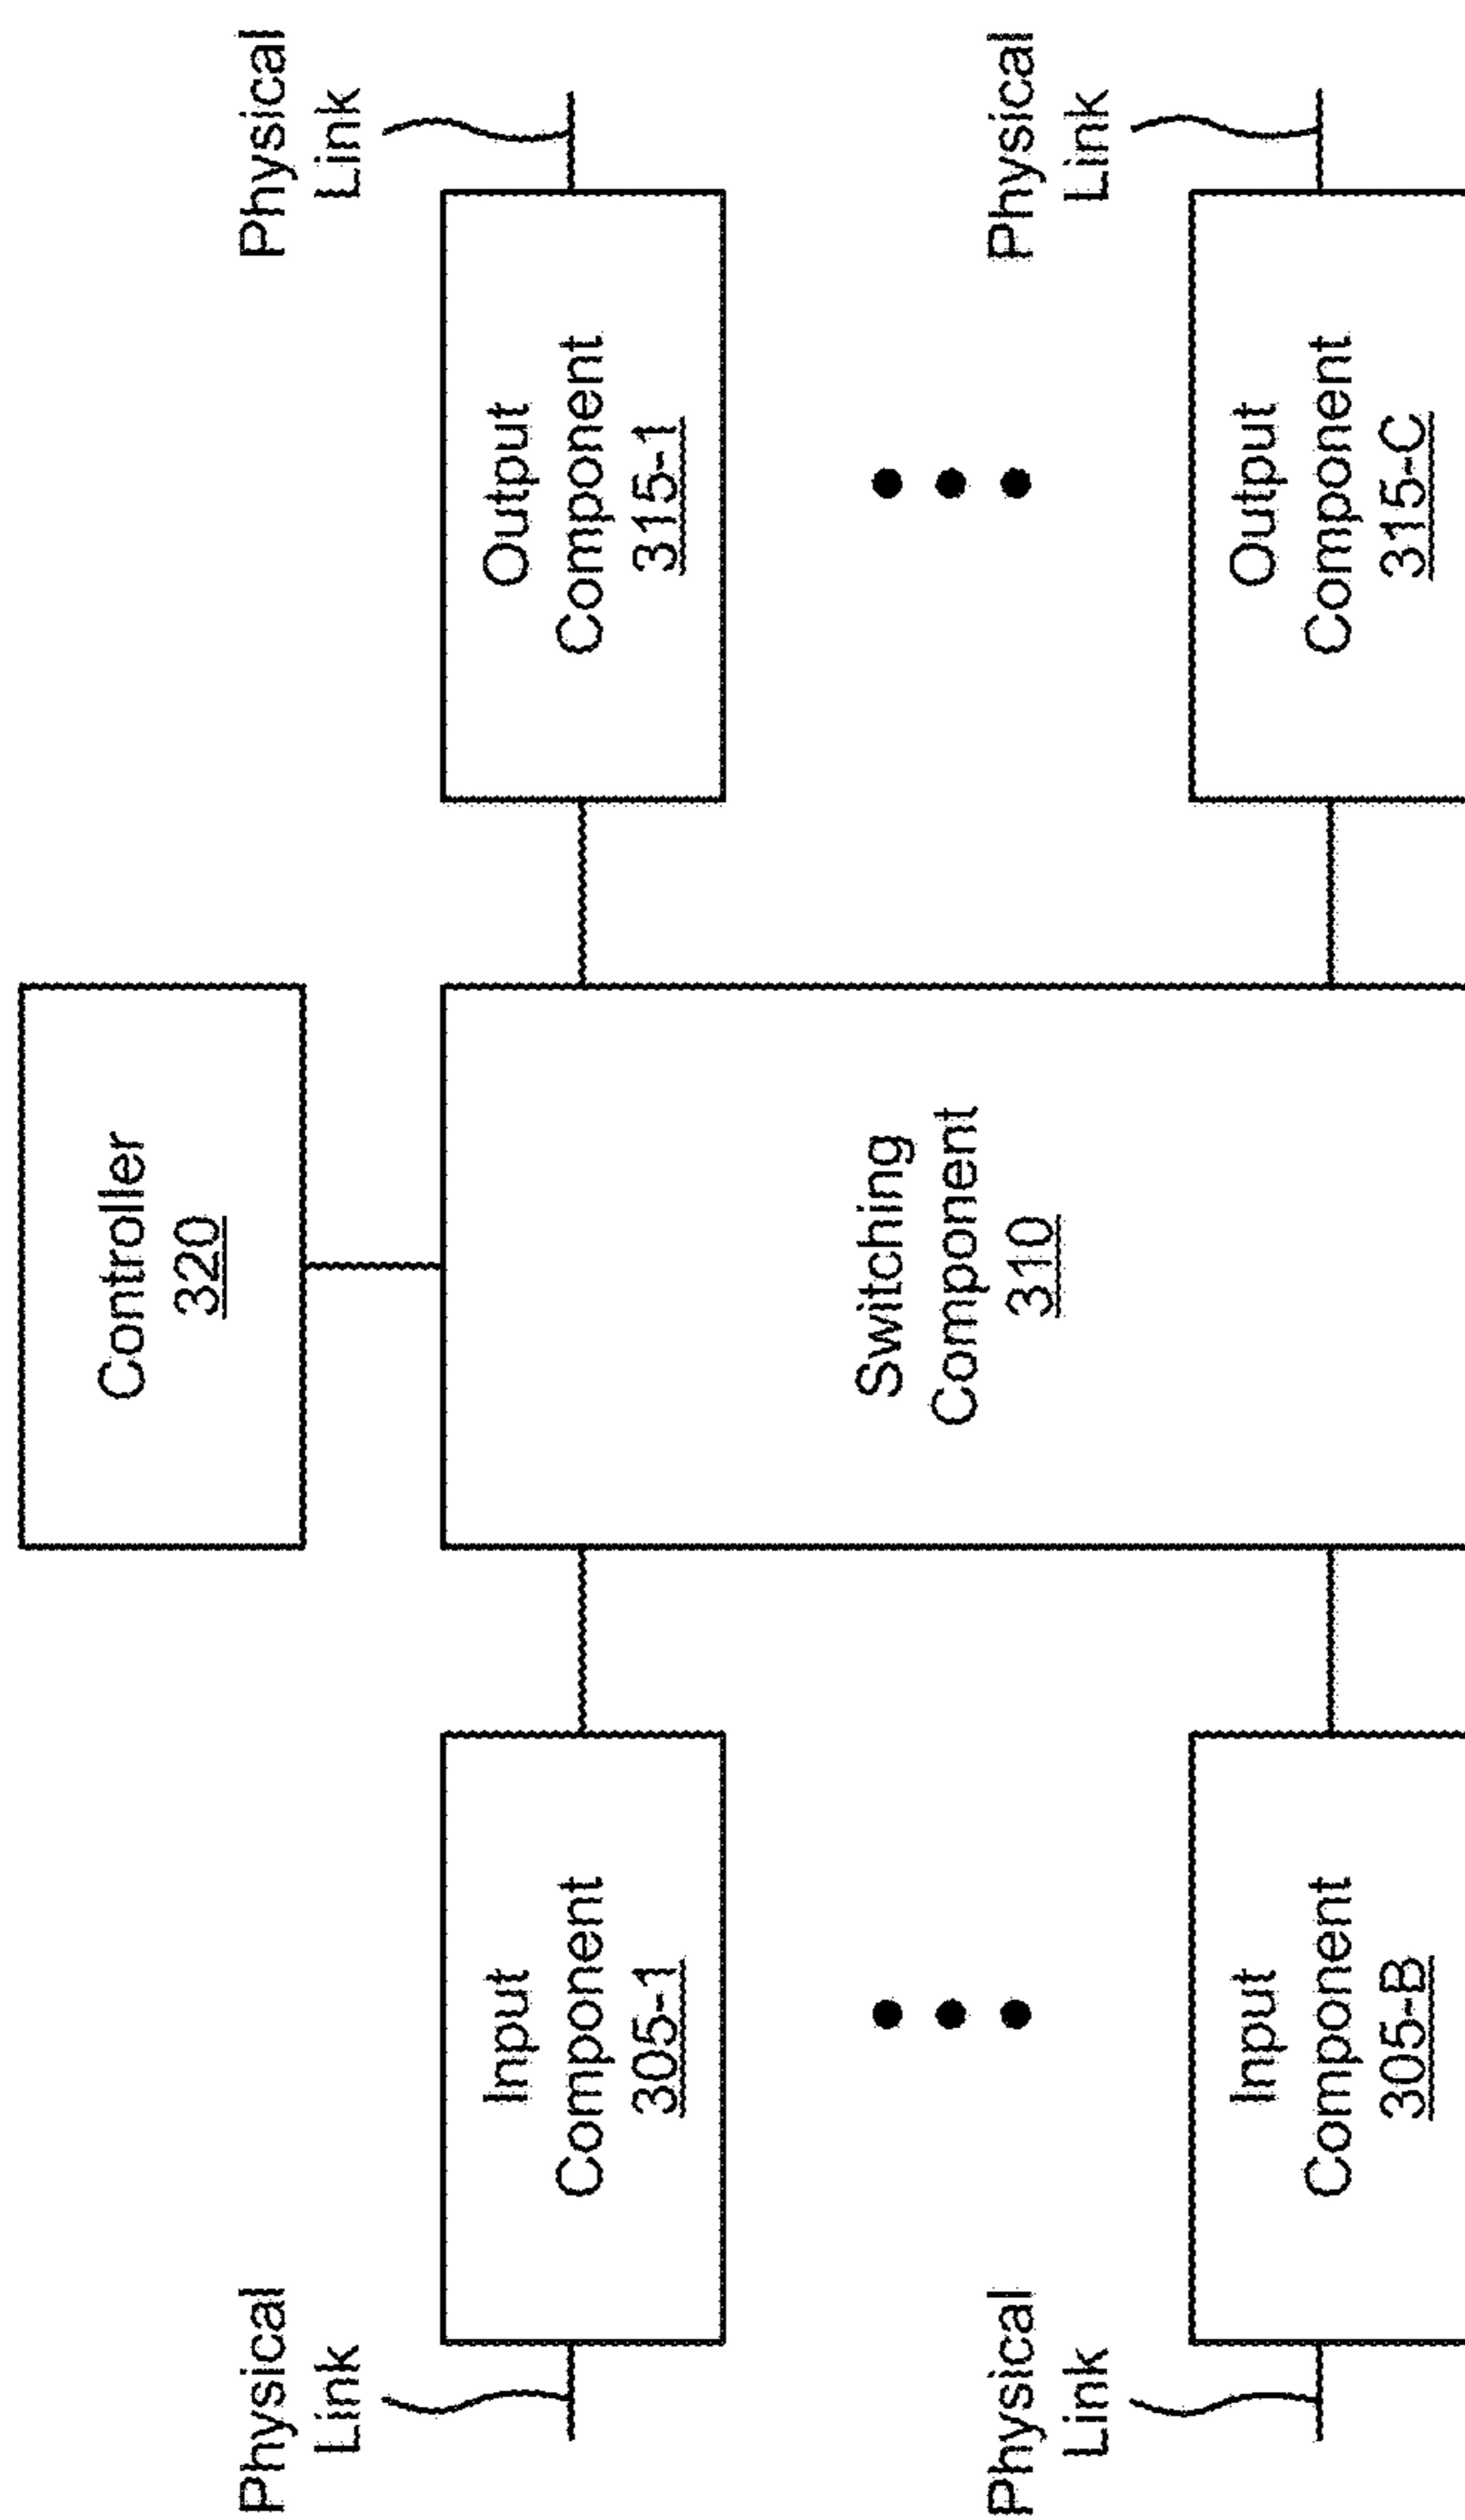 Controller
320
Physical
Link
Input
Component
305-1
Switching
Component
310
Output
Component
315-1
Physical
Link
Physical
Link
Input
Component
305-B
Output
Component
315-C
Physical
Link